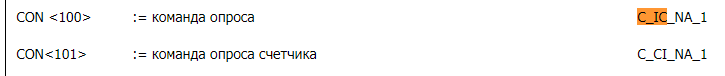 CON <100> := команда опроса C_IC_NA_1
CON<101> := команда опроса счетчика C_CI_NA_1